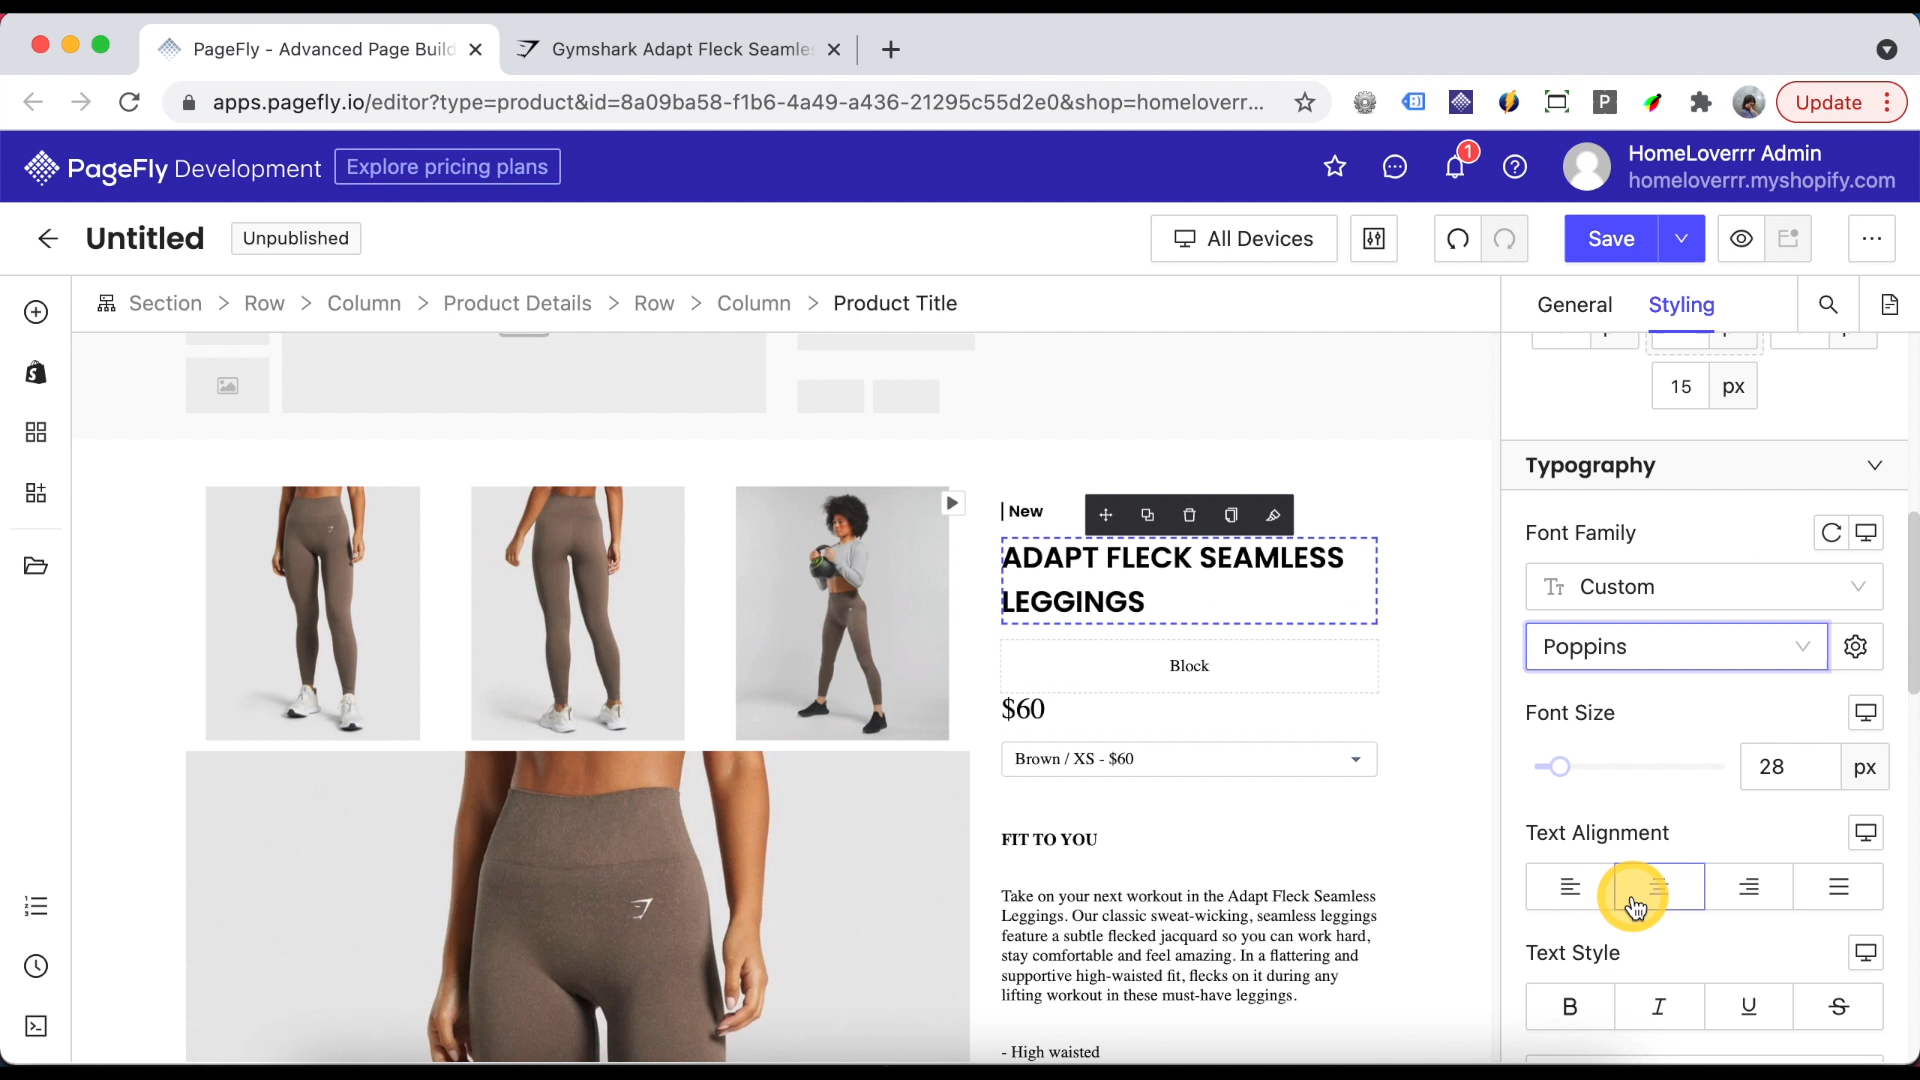 PageFly - Advanced Page Build
Gymshark Adapt Fleck Seamle
apps.pagefly.io/editor?type=product&id=8a09ba58-f1b6-4a49-a436-21295c55d2e0&shop=homeloverr...
P
Update
PageFly Development
Explore pricing plans
1
HomeLoverrr Admin
homeloverrr.myshopify.com
Untitled
Unpublished
All Devices
Save
Section > Row > Column > Product Details > Row > Column > Product Title
General
Styling
15 px
Typography
New
ADAPT FLECK SEAMLESS
LEGGINGS
Font Family
Custom
Block
Poppins
$60
Font Size
Brown / XS - $60
28 px
Text Alignment
FIT TO YOU
Take on your next workout in the Adapt Fleck Seamless
Leggings. Our classic sweat-wicking, seamless leggings
feature a subtle flecked jacquard so you can work hard,
stay comfortable and feel amazing. In a flattering and
supportive high-waisted fit, flecks on it during any
lifting workout in these must-have leggings.
Text Style
B I U S
- High waisted